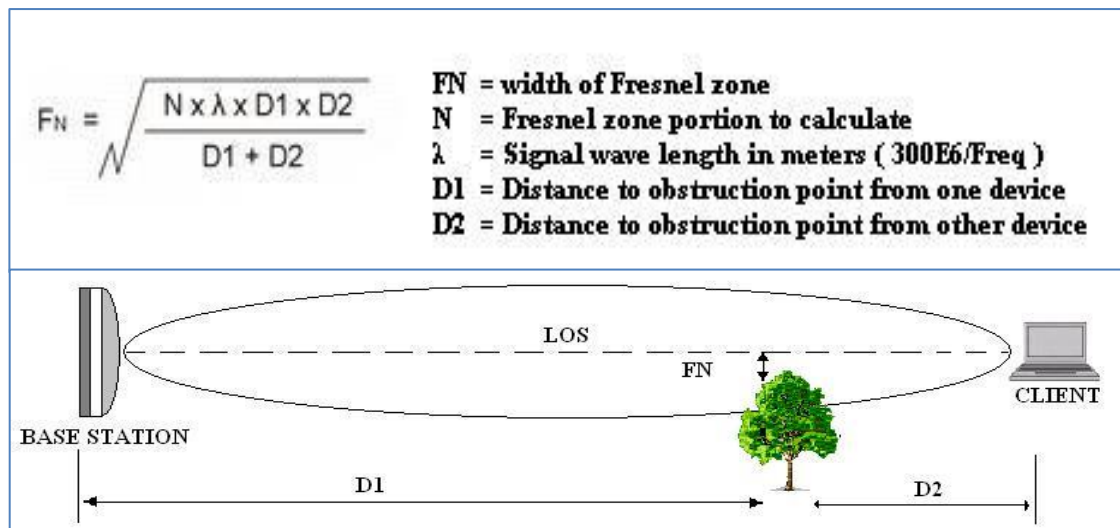 FN = √ N x λ x D1 x D2 / D1 + D2
FN = width of Fresnel zone
N = Fresnel zone portion to calculate
λ = Signal wave length in meters ( 300E6/Freq )
D1 = Distance to obstruction point from one device
D2 = Distance to obstruction point from other device
LOS
FN
BASE STATION
CLIENT
D1
D2